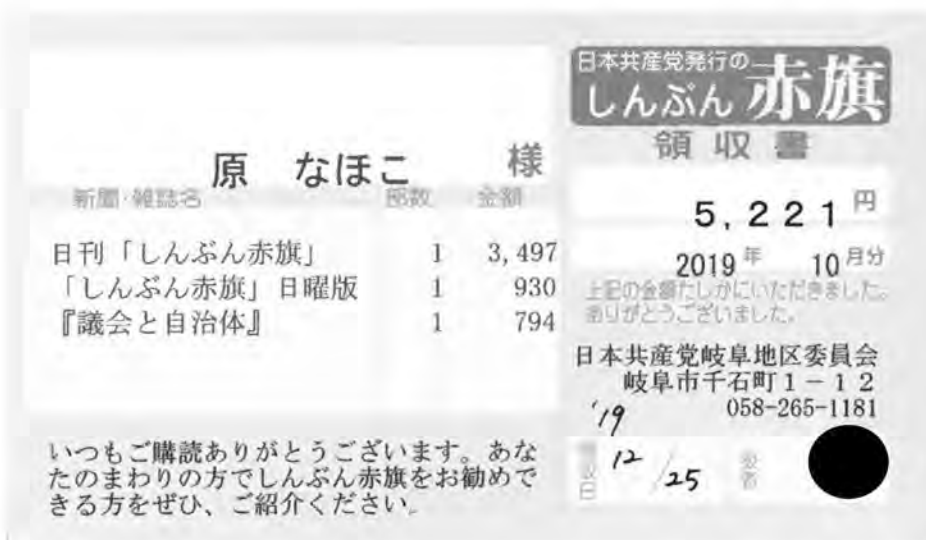 原 なほこ 様
新聞・雑誌名 部数 金額
日刊「しんぶん赤旗」 1 3,497
「しんぶん赤旗」日曜版 1 930
『議会と自治体』 1 794
いつもご購読ありがとうございます。あな
たのまわりの方でしんぶん赤旗をお勧めで
きる方をぜひ、ご紹介ください。
日本共産党発行の
しんぶん 赤旗
領収書
5,221円
2019年 10月分
上記の金額たしかにいただきました。
ありがとうございました。
日本共産党岐阜地区委員会
岐阜市千石町1-12
058-265-1181
'19
領収日 12/25